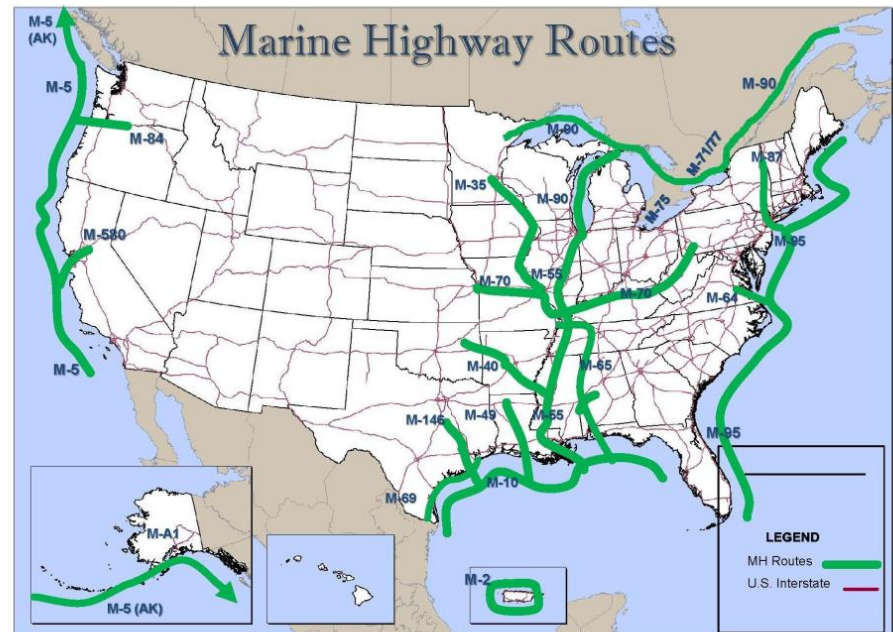 Marine Highway Routes
M-5
(AK)
M-5
M-84
M-90
M-90
M-71/77
M-87
M-35
M-90
M-75
M-580
M-95
M-70
M-55
M-70
M-64
M-5
M-40
M-65
M-146
M-49
M-55
M-95
M-69
M-10
M-A1
M-5 (AK)
M-2
LEGEND
MH Routes
U.S. Interstate